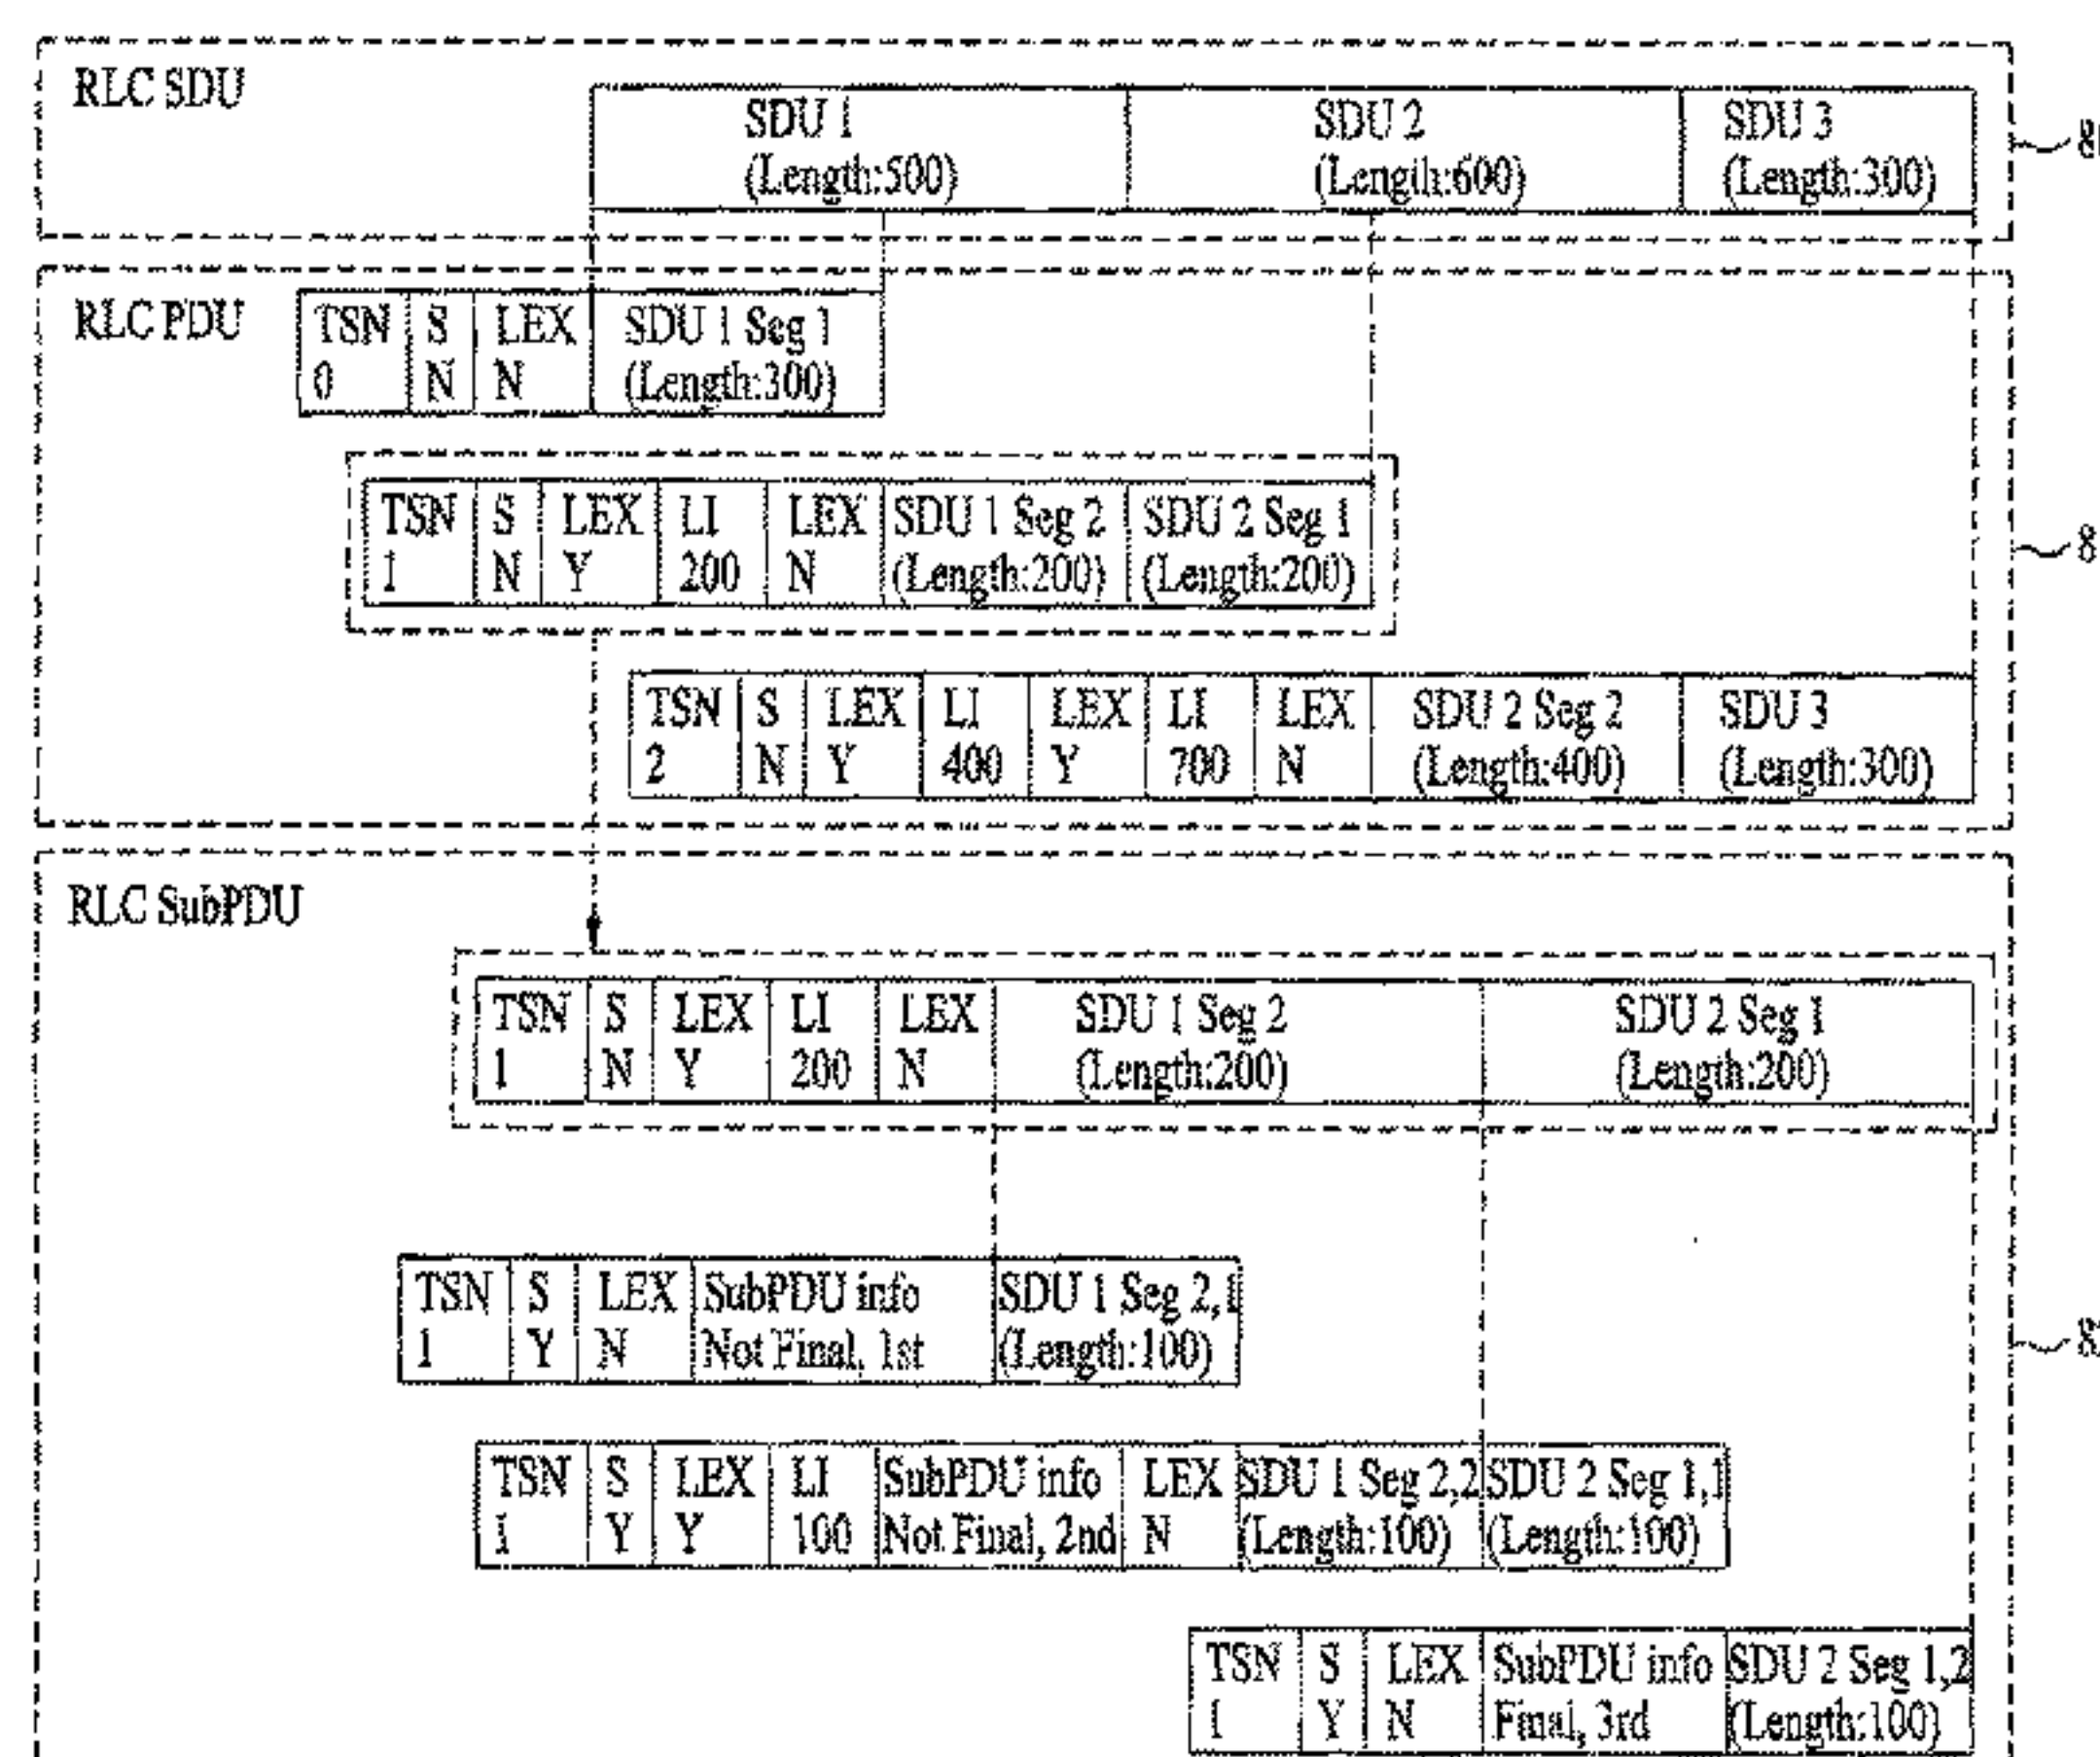 RLC SDU
SDU 1 SDU 2 SDU 3
(Length:500) (Length:600) (Length:300)
RLC PDU
TSN S LEX SDU 1 Seg 1
0 N N (Length:300)
TSN S LEX LI LEX SDU 1 Seg 2 SDU 2 Seg 1
1 N Y 200 N (Length:200) (Length:200)
8
TSN S LEX LI LEX LI LEX SDU 2 Seg 2 SDU 3
2 N Y 400 Y 700 N (Length:400) (Length:300)
RLC SubPDU
TSN S LEX LI LEX SDU 1 Seg 2 SDU 2 Seg 1
1 N Y 200 N (Length:200) (Length:200)
TSN S LEX SubPDU info SDU 1 Seg 2,1
1 Y N Not Final, 1st (Length:100)
TSN S LEX LI SubPDU info LEX SDU 1 Seg 2,2 SDU 2 Seg 1,1
1 Y Y 100 Not Final, 2nd N (Length:100) (Length:100)
TSN S LEX SubPDU info SDU 2 Seg 1,2
1 Y N Final, 3rd (Length:100)